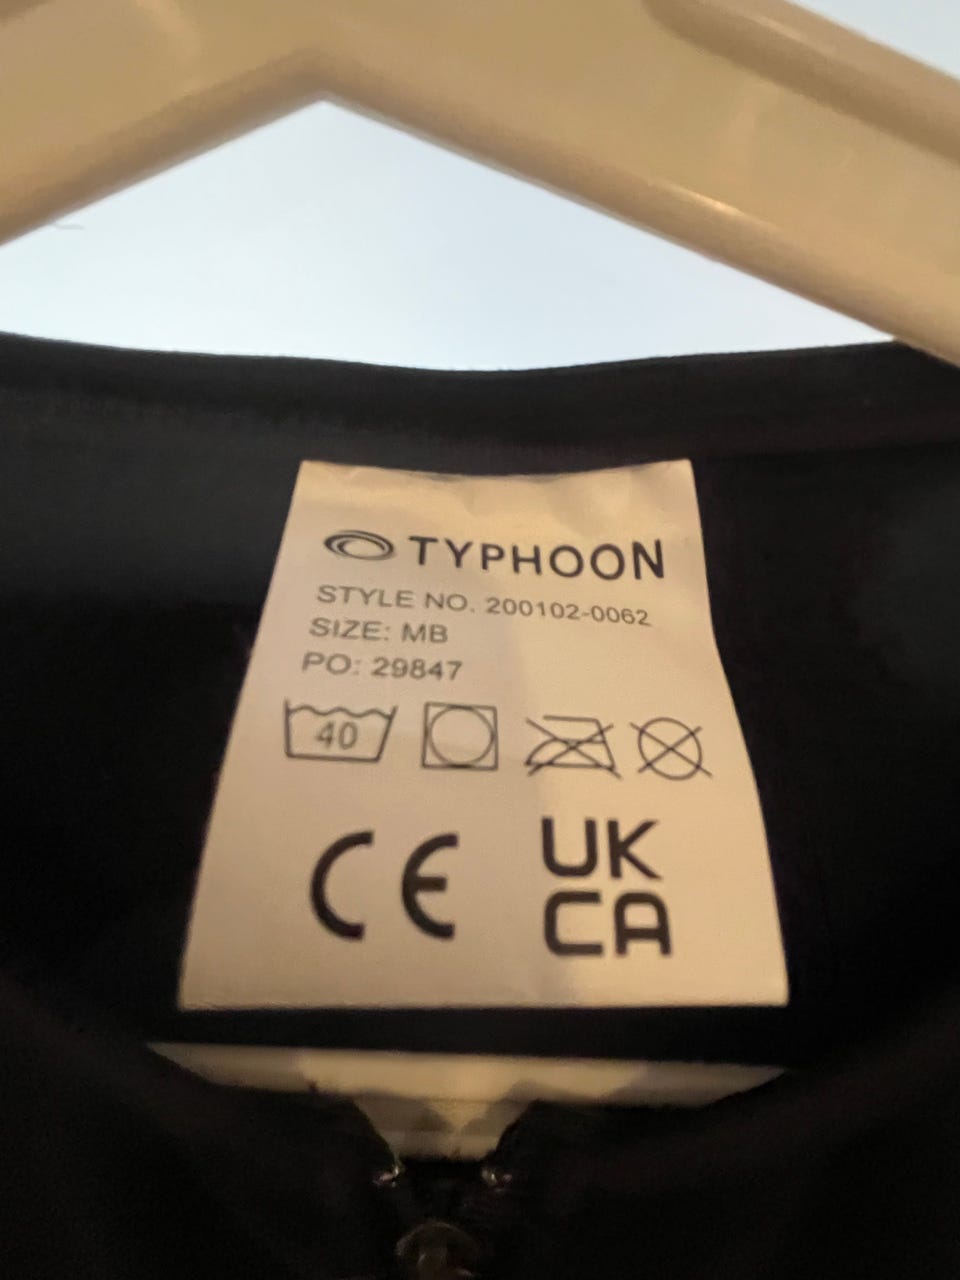 TYPHOON
STYLE NO. 200102-0062
SIZE: MB
PO: 29847
40
CE
UK
CA